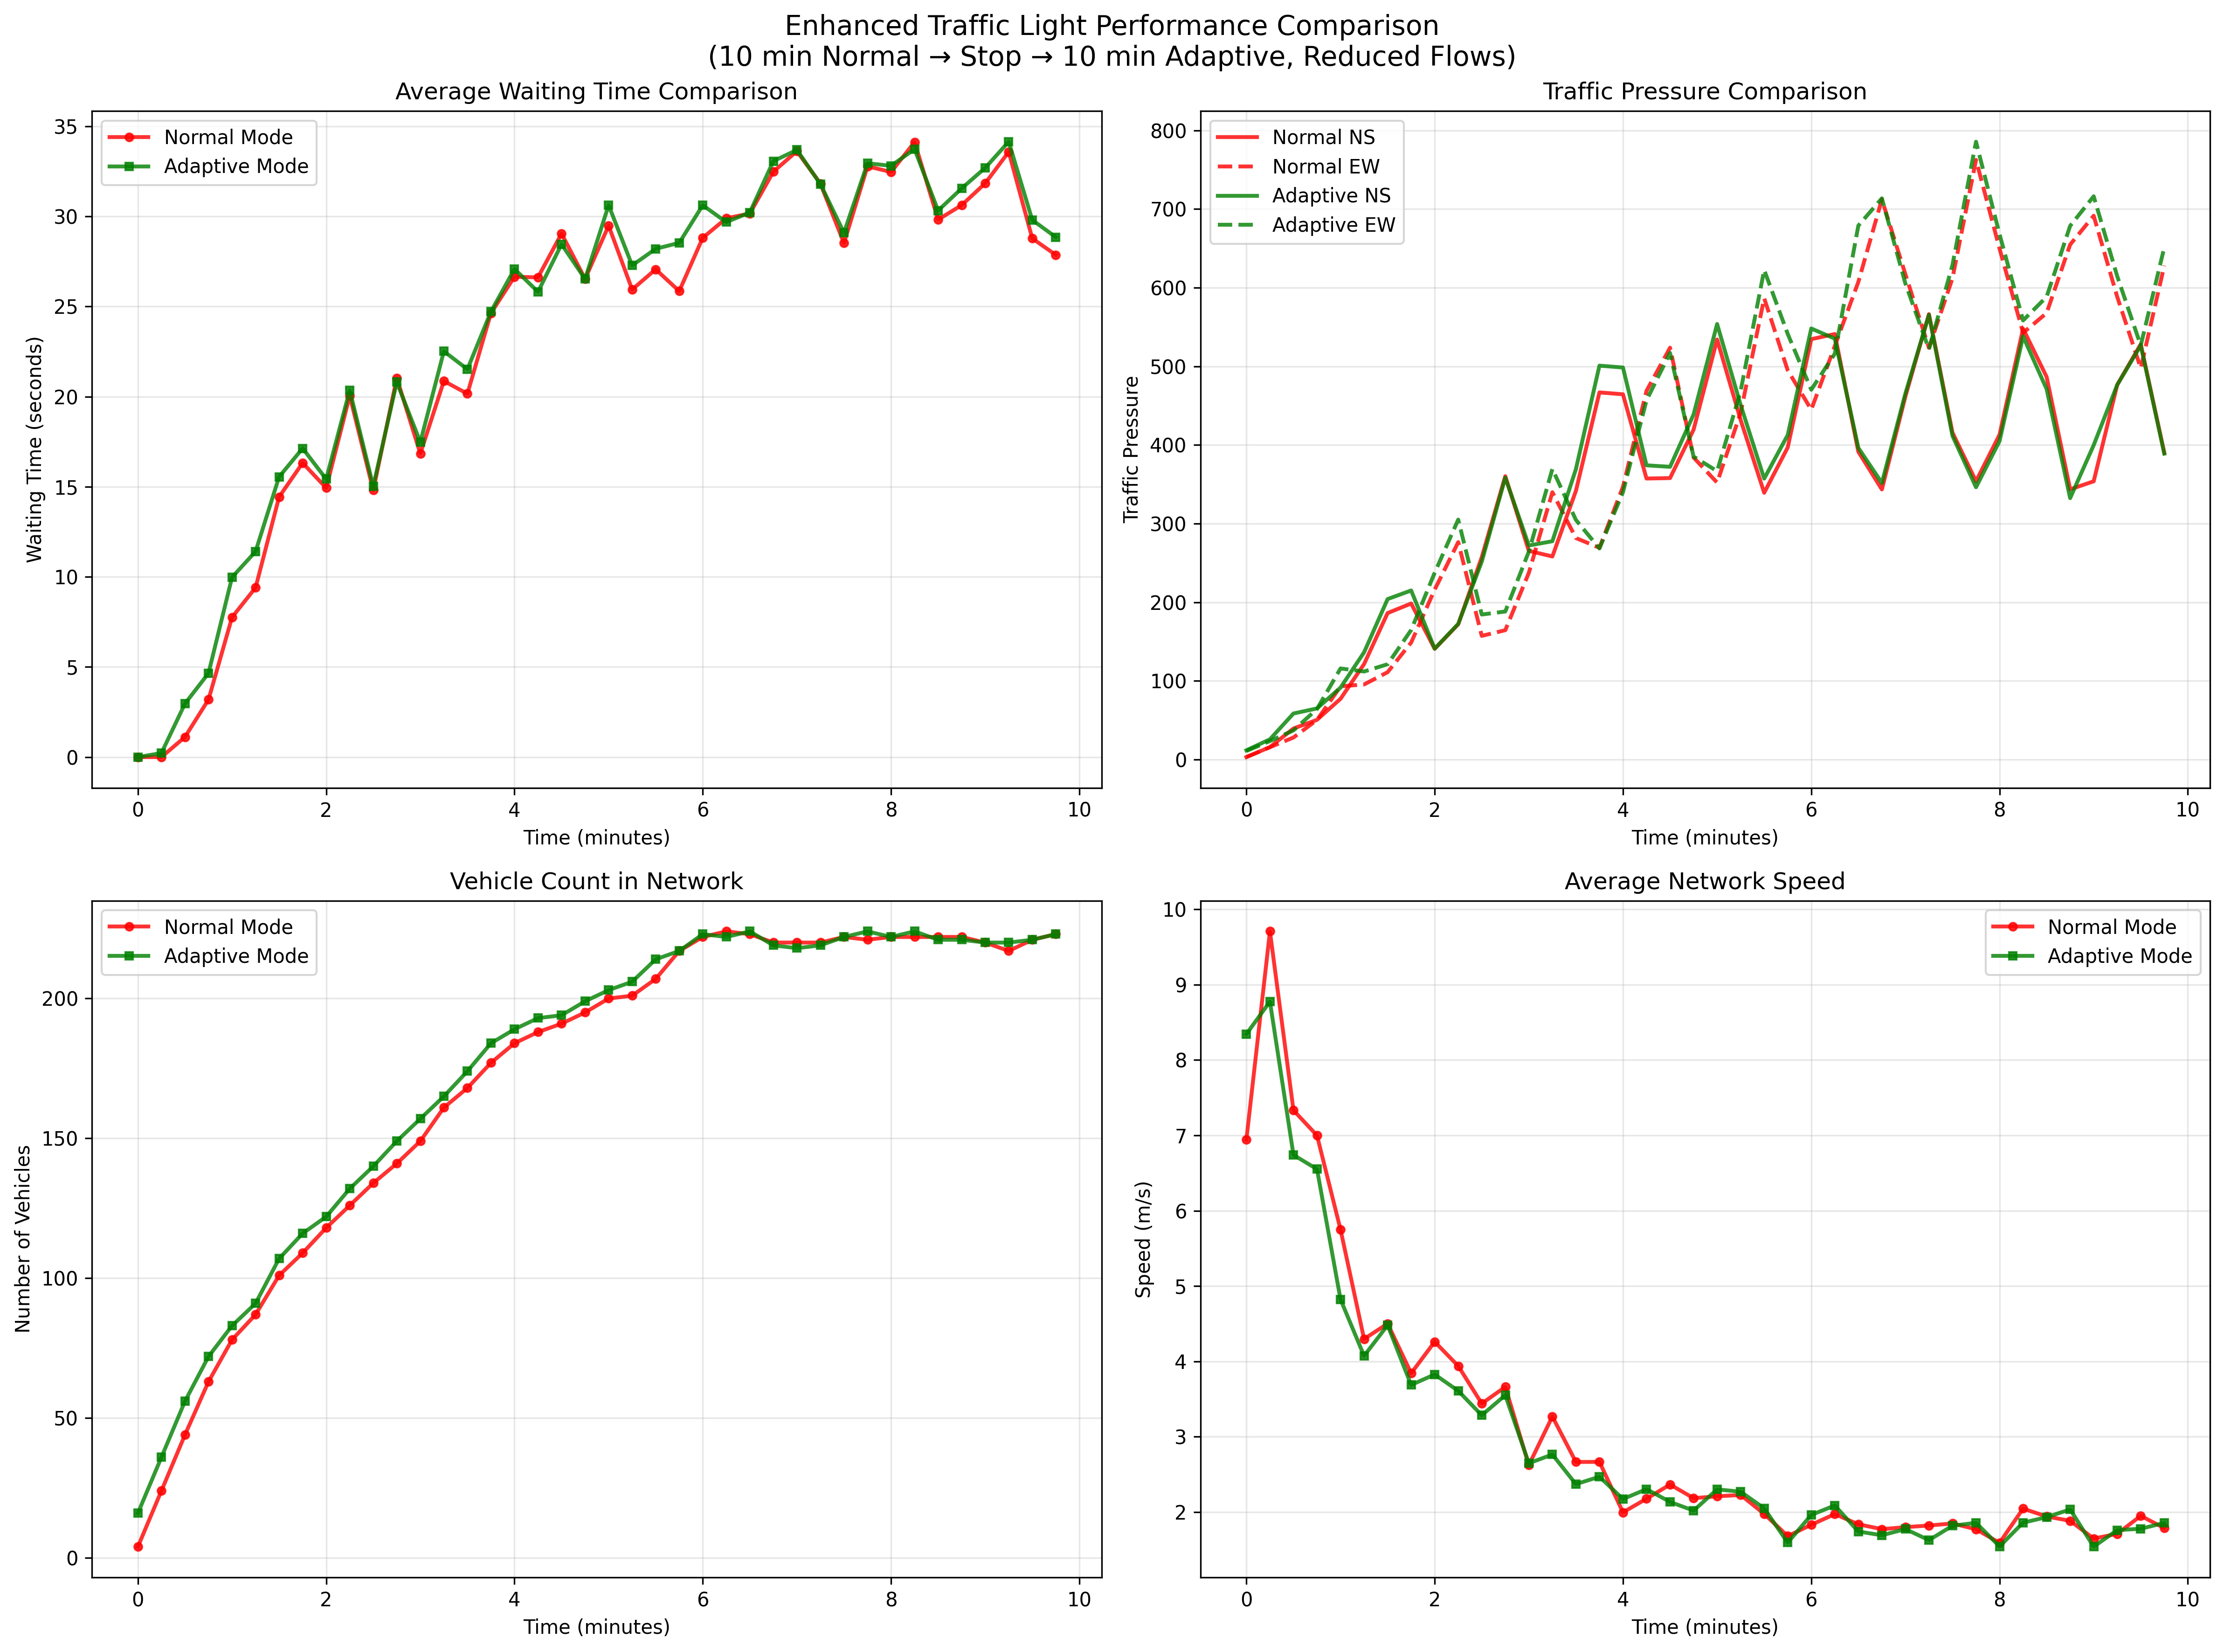 Enhanced Traffic Light Performance Comparison
(10 min Normal → Stop → 10 min Adaptive, Reduced Flows)
Average Waiting Time Comparison
Normal Mode
Adaptive Mode
35
30
25
20
15
10
5
0
Waiting Time (seconds)
0 2 4 6 8 10
Time (minutes)
Traffic Pressure Comparison
Normal NS
Normal EW
Adaptive NS
Adaptive EW
800
700
600
500
400
300
200
100
0
Traffic Pressure
0 2 4 6 8 10
Time (minutes)
Vehicle Count in Network
Normal Mode
Adaptive Mode
200
150
100
50
0
Number of Vehicles
0 2 4 6 8 10
Time (minutes)
Average Network Speed
Normal Mode
Adaptive Mode
10
9
8
7
6
5
4
3
2
Speed (m/s)
0 2 4 6 8 10
Time (minutes)